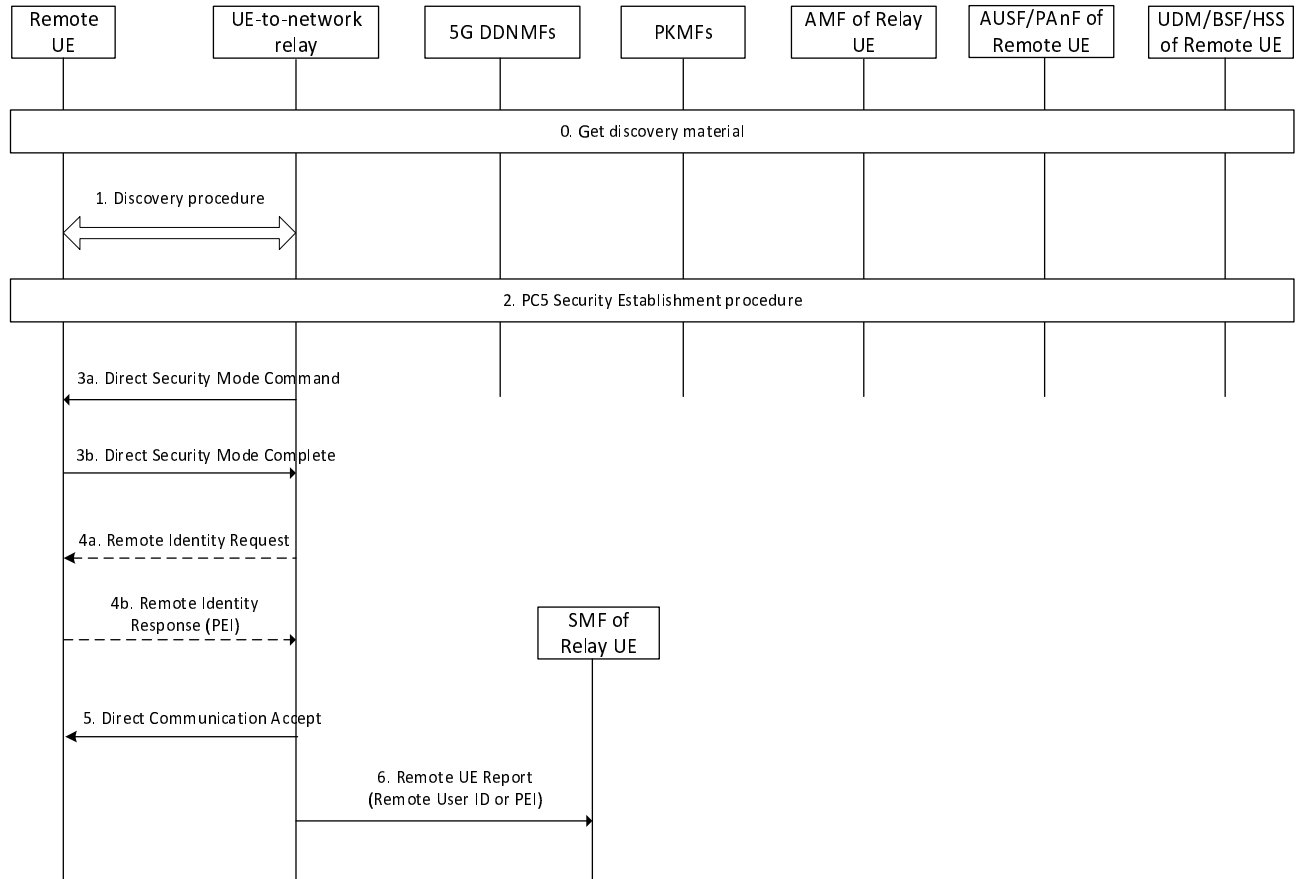 Remote
UE
UE-to-network
relay
5G DDNMFs
PKMFs
AMF of Relay
UE
AUSF/PAnF of
Remote UE
UDM/BSF/HSS
of Remote UE
0. Get discovery material
1. Discovery procedure
2. PC5 Security Establishment procedure
3a. Direct Security Mode Command
3b. Direct Security Mode Complete
4a. Remote Identity Request
4b. Remote Identity
Response (PEI)
SMF of
Relay UE
5. Direct Communication Accept
6. Remote UE Report
(Remote User ID or PEI)